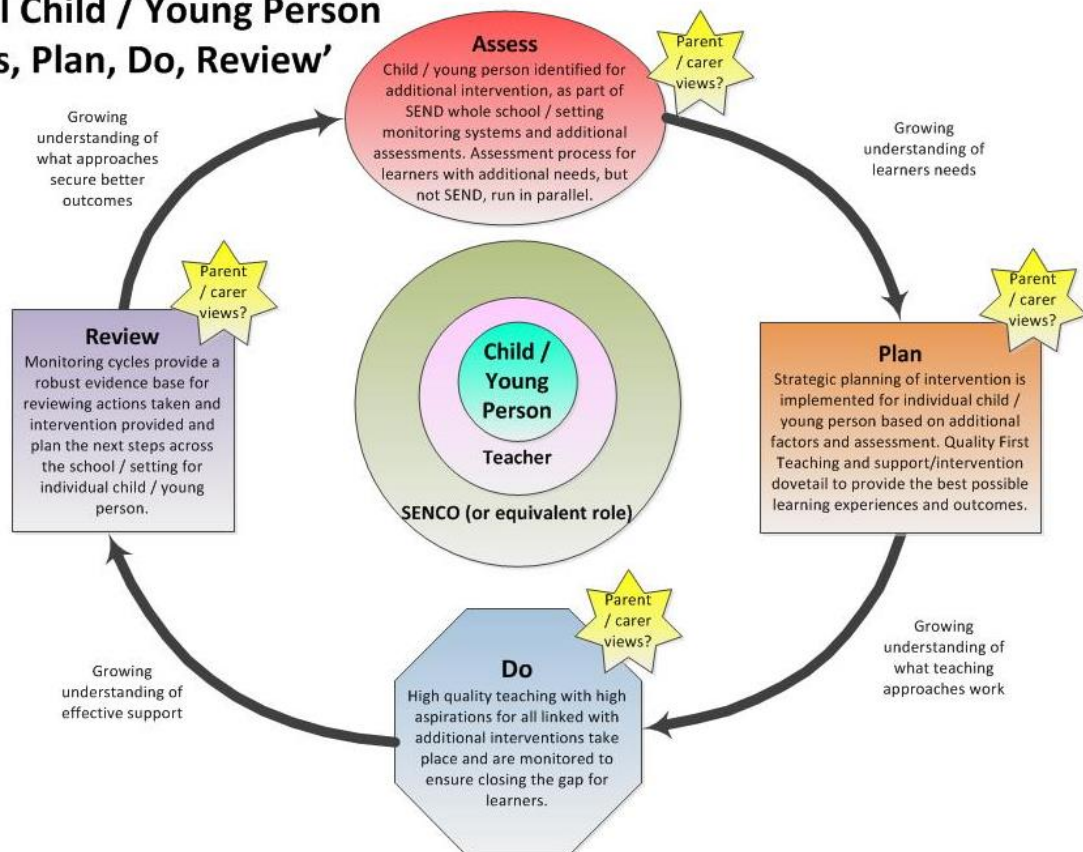 l Child / Young Person
s, Plan, Do, Review’
Assess
Child / young person identified for
additional intervention, as part of
SEND whole school / setting
monitoring systems and additional
assessments. Assessment process for
learners with additional needs, but
not SEND, run in parallel.
Parent
/ carer
views?
Growing
understanding of
learners needs
Plan
Strategic planning of intervention is
implemented for individual child /
young person based on additional
factors and assessment. Quality First
Teaching and support/intervention
dovetail to provide the best possible
learning experiences and outcomes.
Parent
/ carer
views?
Growing
understanding of
what teaching
approaches work
Do
High quality teaching with high
aspirations for all linked with
additional interventions take
place and are monitored to
ensure closing the gap for
learners.
Parent
/ carer
views?
Growing
understanding of
effective support
Review
Monitoring cycles provide a
robust evidence base for
reviewing actions taken and
intervention provided and
plan the next steps across
the school / setting for
individual child / young
person.
Parent
/ carer
views?
Growing
understanding of
what approaches
secure better
outcomes
Child /
Young
Person
Teacher
SENCO (or equivalent role)